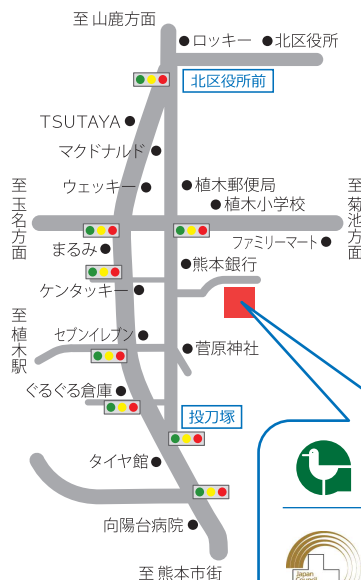 至山鹿方面
ロッキー
北区役所
北区役所前
TSUTAYA
マクドナルド
ウェッキー
植木郵便局
植木小学校
至玉名方面
至菊池方面
まるみ
ファミリーマート
熊本銀行
ケンタッキー
至植木駅
セブンイレブン
菅原神社
ぐるぐる倉庫
投刀塚
タイヤ館
向陽台病院
至熊本市街
Japan
Council